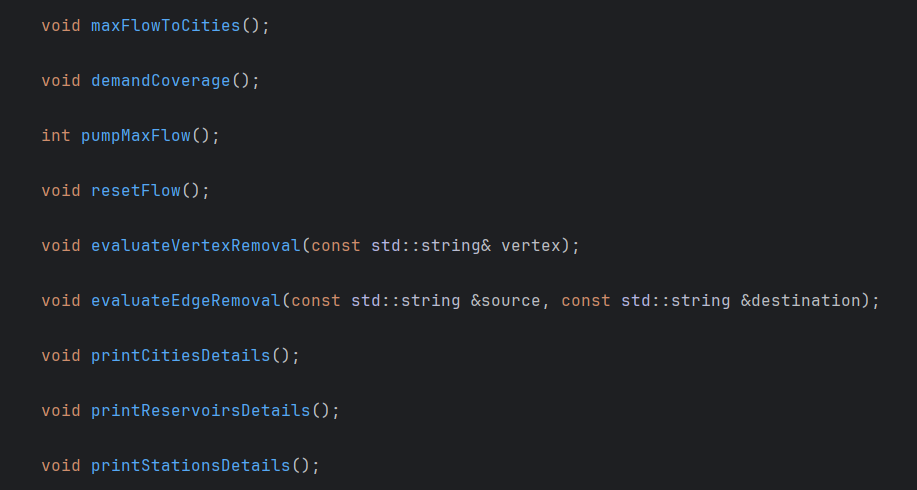 void maxFlowToCities();
void demandCoverage();
int pumpMaxFlow();
void resetFlow();
void evaluateVertexRemoval(const std::string& vertex);
void evaluateEdgeRemoval(const std::string &source, const std::string &destination);
void printCitiesDetails();
void printReservoirsDetails();
void printStationsDetails();